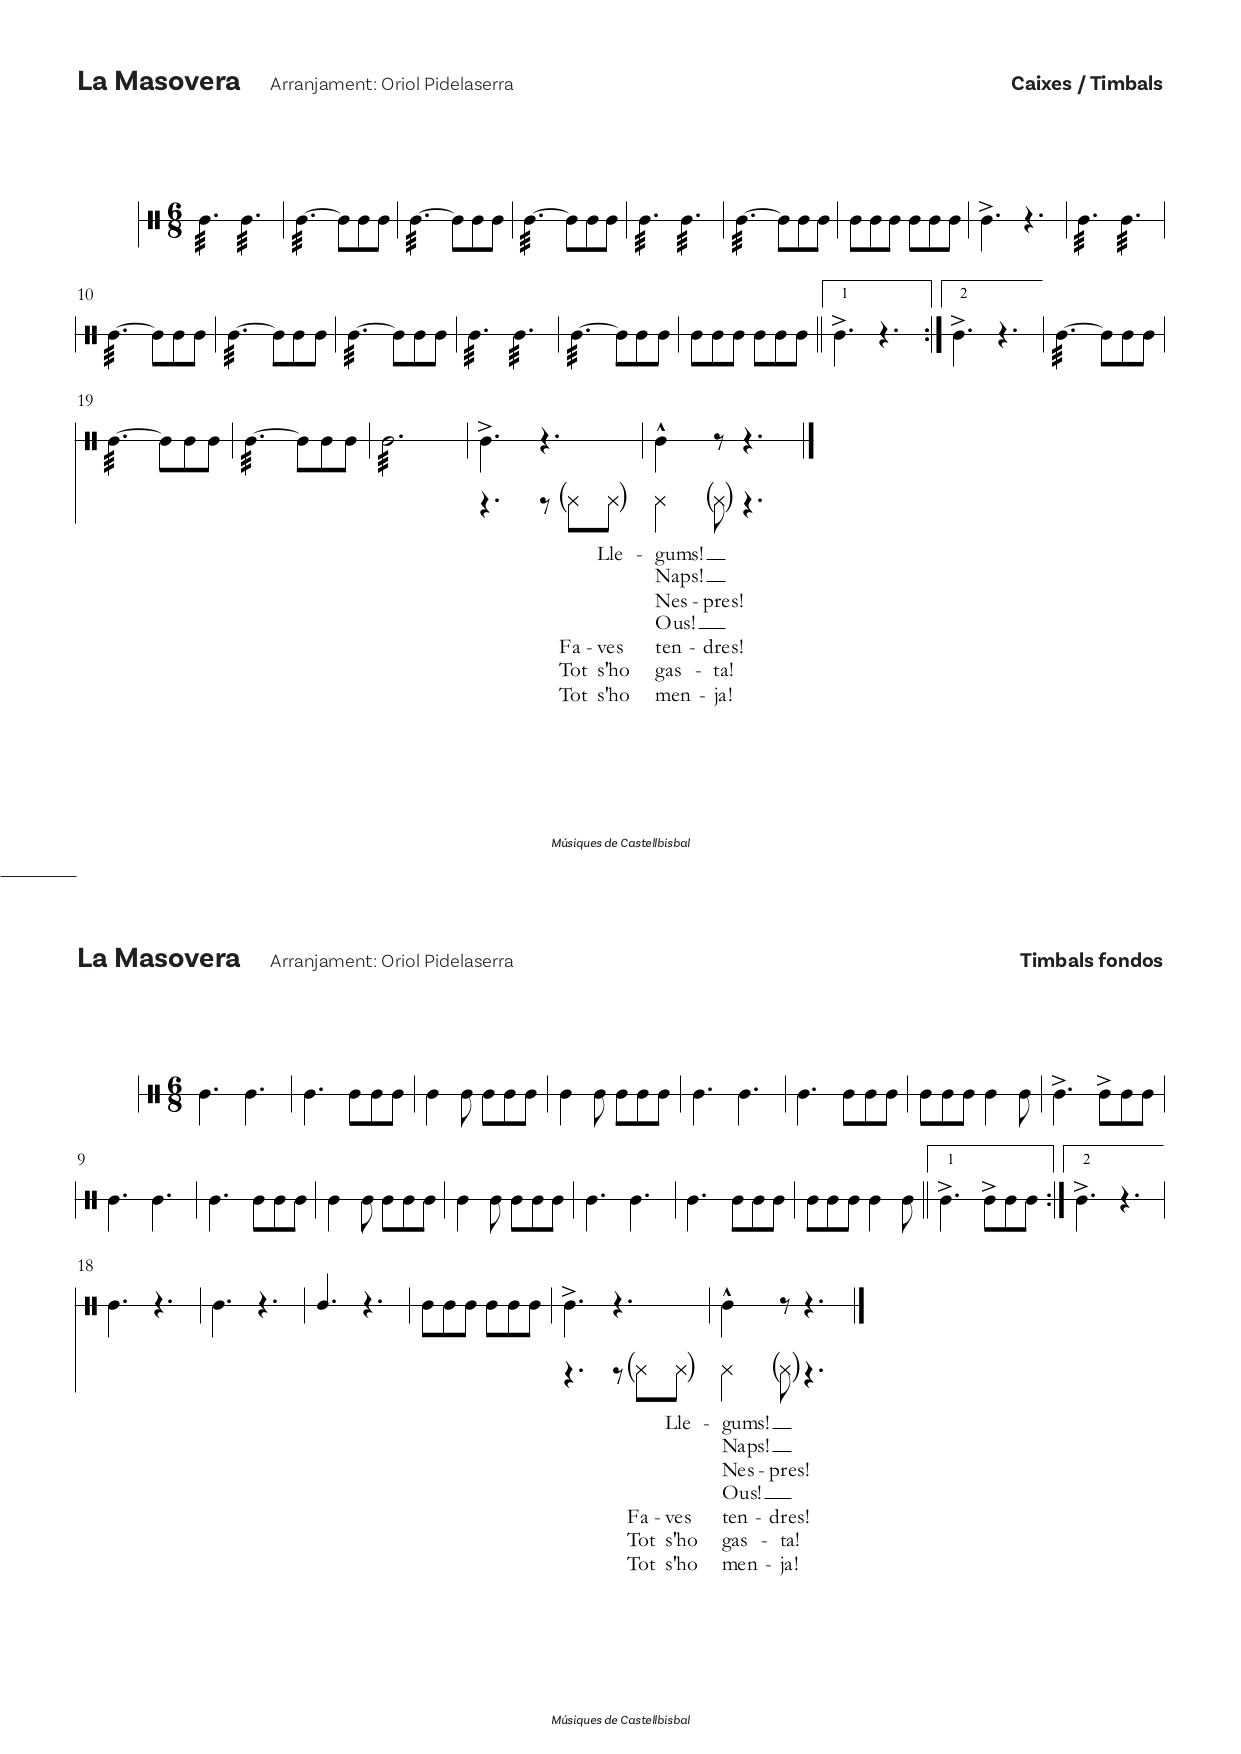 La Masovera Arranjament: Oriol Pidelaserra Caixes / Timbals
6
8
10
1 2
19
Lle - gums!
Naps!
Nes - pres!
Ous!
Fa - ves ten - dres!
Tot s'ho gas - ta!
Tot s'ho men - ja!
Músiques de Castellbisbal
La Masovera Arranjament: Oriol Pidelaserra Timbals fondos
6
8
9
1 2
18
Lle - gums!
Naps!
Nes - pres!
Ous!
Fa - ves ten - dres!
Tot s'ho gas - ta!
Tot s'ho men - ja!
Músiques de Castellbisbal